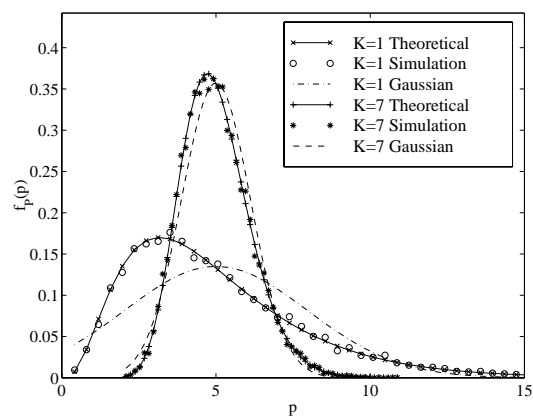 0.4
0.35
0.3
0.25
0.2
0.15
0.1
0.05
0
f_P(p)
K=1 Theoretical
K=1 Simulation
K=1 Gaussian
K=7 Theoretical
K=7 Simulation
K=7 Gaussian
0 5 10 15
p